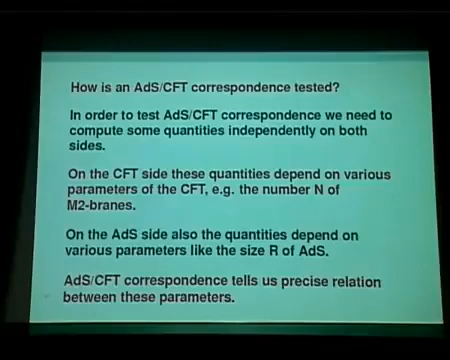 How is an AdS/CFT correspondence tested?
In order to test AdS/CFT correspondence we need to
compute some quantities independently on both
sides.
On the CFT side these quantities depend on various
parameters of the CFT, e.g. the number N of
M2-branes.
On the AdS side also the quantities depend on
various parameters like the size R of AdS.
AdS/CFT correspondence tells us precise relation
between these parameters.